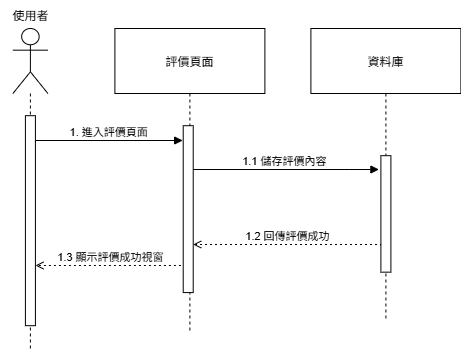 使用者
評價頁面
資料庫
1. 進入評價頁面
1.1 儲存評價內容
1.2 回傳評價成功
1.3 顯示評價成功視窗